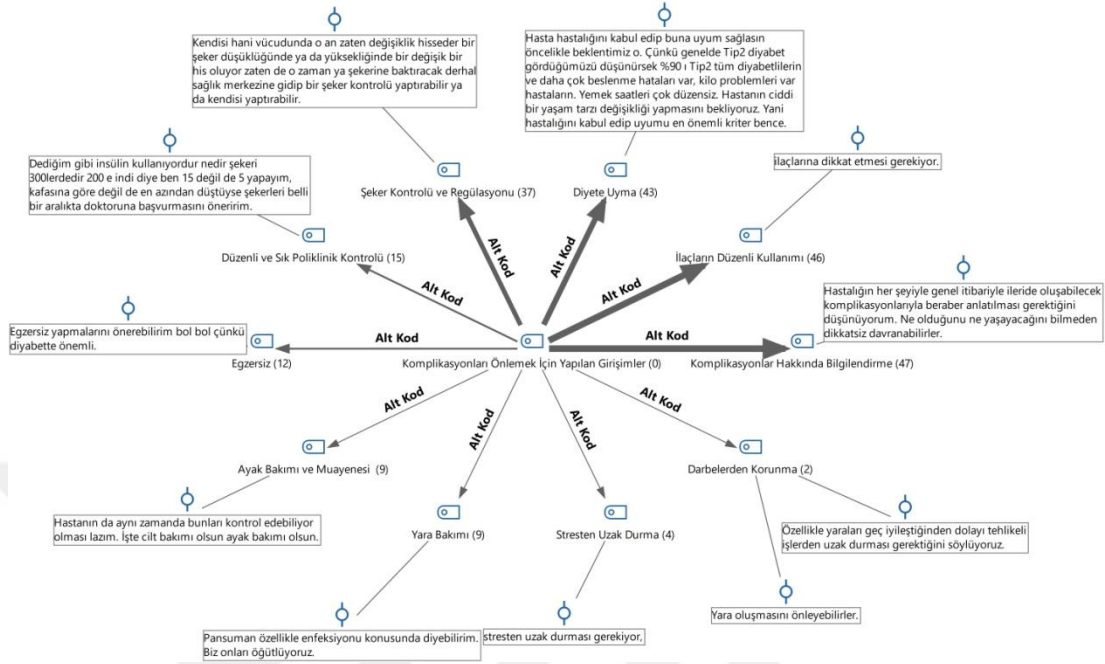 Kendisi hani vücudunda o an zaten değişiklik hisseder bir
şeker düşüklüğünde ya da yüksekliğinde bir değişik bir
his oluyor zaten de o zaman ya şekerine baktıracak derhal
sağlık merkezine gidip bir şeker kontrolü yaptırabilir ya
da kendisi yaptırabilir.
Hasta hastalığını kabul edip buna uyum sağlasın
öncelikle beklentimiz o. Çünkü genelde Tip2 diyabet
gördüğümüzü düşünürsek %90 ı Tip2 tüm diyabetlilerin
ve daha çok beslenme hataları var, kilo problemleri var
hastaların. Yemek saatleri çok düzensiz. Hastanın ciddi
bir yaşam tarzı değişikliği yapmasını bekliyoruz. Yani
hastalığını kabul edip uyumu en önemli kriter bence.
Dediğim gibi insülin kullanıyordur nedir şekeri
300lerdedir 200 e indi diye ben 15 değil de 5 yapayım,
kafasına göre değil de en azından düştüyse şekerleri belli
bir aralıkta doktoruna başvurmasını öneririm.
ilaçlarına dikkat etmesi gerekiyor.
Şeker Kontrolü ve Regülasyonu (37)
Diyete Uyma (43)
Düzenli ve Sık Poliklinik Kontrolü (15)
İlaçların Düzenli Kullanımı (46)
Alt Kod
Alt Kod
Alt Kod
Alt Kod
Hastalığın her şeyiyle genel itibariyle ileride oluşabilecek
komplikasyonlarıyla beraber anlatılması gerektiğini
düşünüyorum. Ne olduğunu ne yaşayacağını bilmeden
dikkatsiz davranabilirler.
Egzersiz yapmalarını önerebilirim bol bol çünkü
diyabette önemli.
Alt Kod
Alt Kod
Egzersiz (12)
Komplikasyonları Önlemek İçin Yapılan Girişimler (0)
Komplikasyonlar Hakkında Bilgilendirme (47)
Alt Kod
Alt Kod
Alt Kod
Alt Kod
Ayak Bakımı ve Muayenesi (9)
Darbelerden Korunma (2)
Hastanın da aynı zamanda bunları kontrol edebiliyor
olması lazım. İşte cilt bakımı olsun ayak bakımı olsun.
Yara Bakımı (9)
Stresten Uzak Durma (4)
Özellikle yaraları geç iyileştiğinden dolayı tehlikeli
işlerden uzak durması gerektiğini söylüyoruz.
Yara oluşmasını önleyebilirler.
Pansuman özellikle enfeksiyonu konusunda diyebilirim.
Biz onları öğütlüyoruz.
stresten uzak durması gerekiyor,